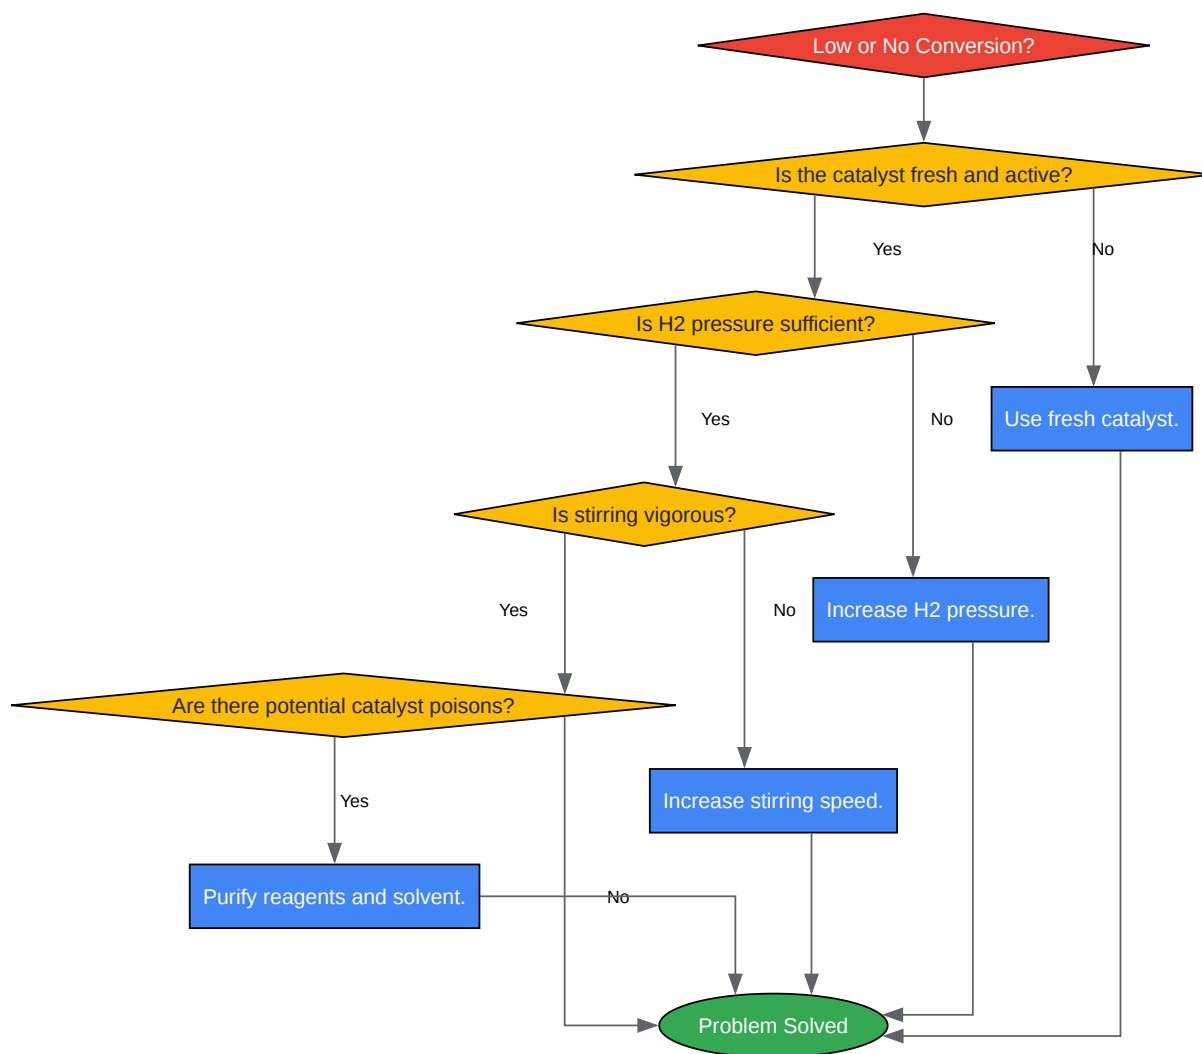 Low or No Conversion?
Is the catalyst fresh and active?
Yes
No
Is H2 pressure sufficient?
Yes
No
Use fresh catalyst.
Is stirring vigorous?
Yes
No
Increase H2 pressure.
Are there potential catalyst poisons?
Yes
Increase stirring speed.
Purify reagents and solvent.
No
Problem Solved